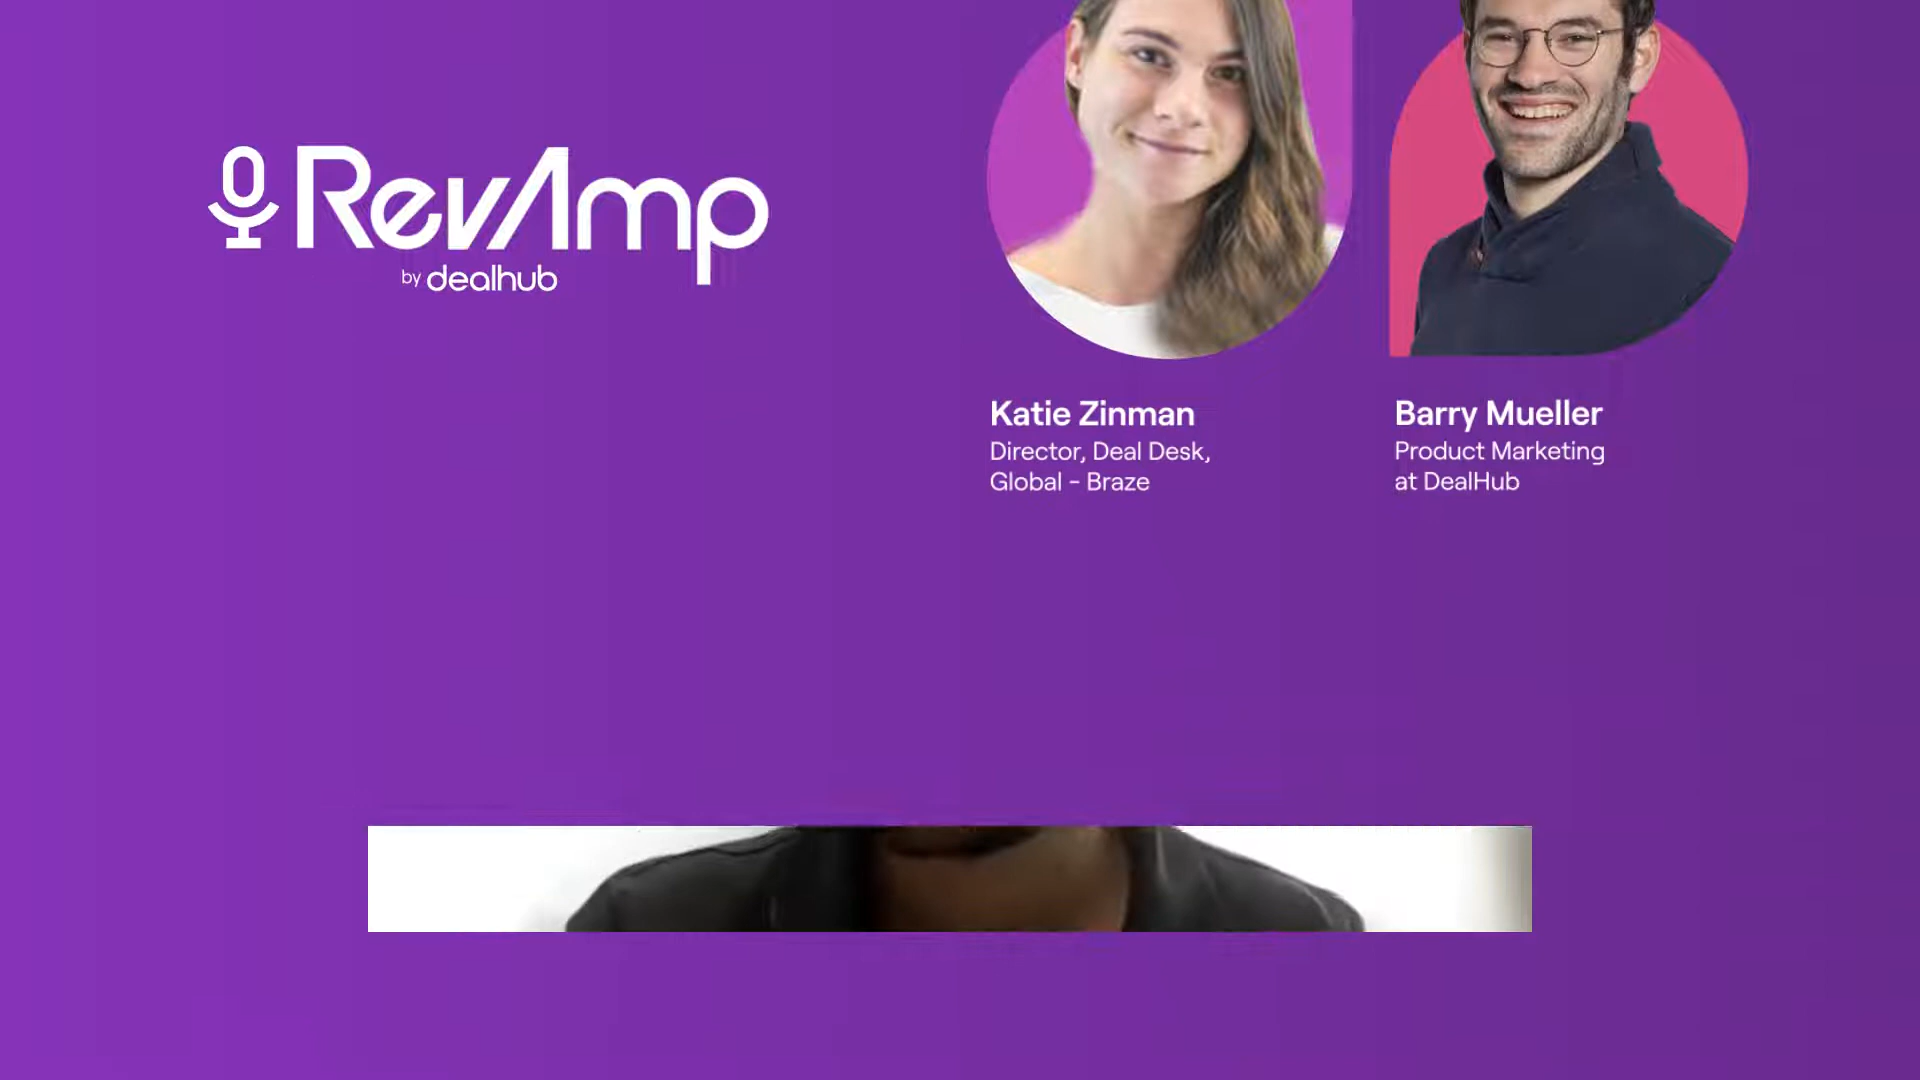 RevAmp
by dealhub
Katie Zinman
Director, Deal Desk,
Global - Braze
Barry Mueller
Product Marketing
at DealHub